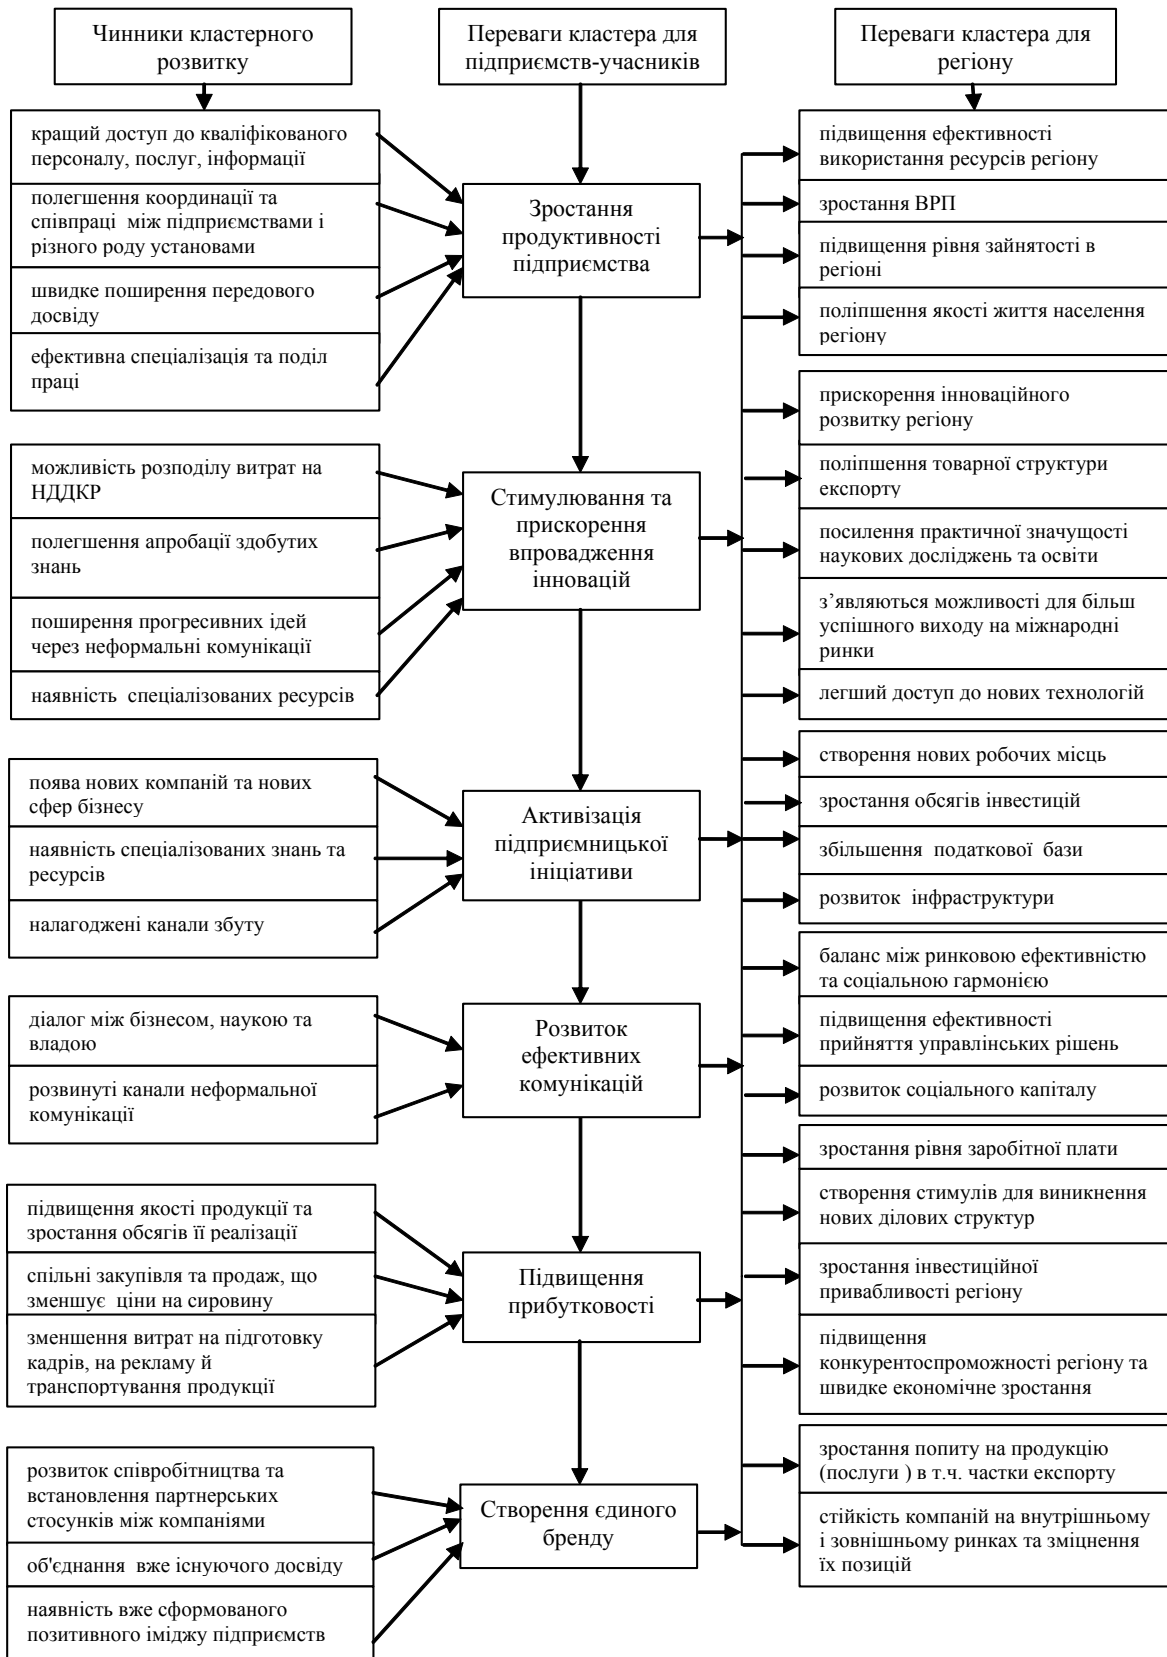 Чинники кластерного
розвитку
Переваги кластера для
підприємств-учасників
Переваги кластера для
регіону
кращий доступ до кваліфікованого
персоналу, послуг, інформації
полегшення координації та
співпраці між підприємствами і
різного роду установами
швидке поширення передового
досвіду
ефективна спеціалізація та поділ
праці
Зростання
продуктивності
підприємства
підвищення ефективності
використання ресурсів регіону
зростання ВРП
підвищення рівня зайнятості в
регіоні
поліпшення якості життя населення
регіону
можливість розподілу витрат на
НДДКР
полегшення апробації здобутих
знань
поширення прогресивних ідей
через неформальні комунікації
наявність спеціалізованих ресурсів
Стимулювання та
прискорення
впровадження
інновацій
прискорення інноваційного
розвитку регіону
поліпшення товарної структури
експорту
посилення практичної значущості
наукових досліджень та освіти
з’являються можливості для більш
успішного виходу на міжнародні
ринки
легший доступ до нових технологій
поява нових компаній та нових
сфер бізнесу
наявність спеціалізованих знань та
ресурсів
налагоджені канали збуту
Активізація
підприємницької
ініціативи
створення нових робочих місць
зростання обсягів інвестицій
збільшення податкової бази
розвиток інфраструктури
діалог між бізнесом, наукою та
владою
розвинуті канали неформальної
комунікації
Розвиток
ефективних
комунікацій
баланс між ринковою ефективністю
та соціальною гармонією
підвищення ефективності
прийняття управлінських рішень
розвиток соціального капіталу
підвищення якості продукції та
зростання обсягів її реалізації
спільні закупівля та продаж, що
зменшує ціни на сировину
зменшення витрат на підготовку
кадрів, на рекламу й
транспортування продукції
Підвищення
прибутковості
зростання рівня заробітної плати
створення стимулів для виникнення
нових ділових структур
зростання інвестиційної
привабливості регіону
підвищення
конкурентоспроможності регіону та
швидке економічне зростання
розвиток співробітництва та
встановлення партнерських
стосунків між компаніями
об'єднання вже існуючого досвіду
наявність вже сформованого
позитивного іміджу підприємств
Створення єдиного
бренду
зростання попиту на продукцію
(послуги ) в т.ч. частки експорту
стійкість компаній на внутрішньому
і зовнішньому ринках та зміцнення
їх позицій